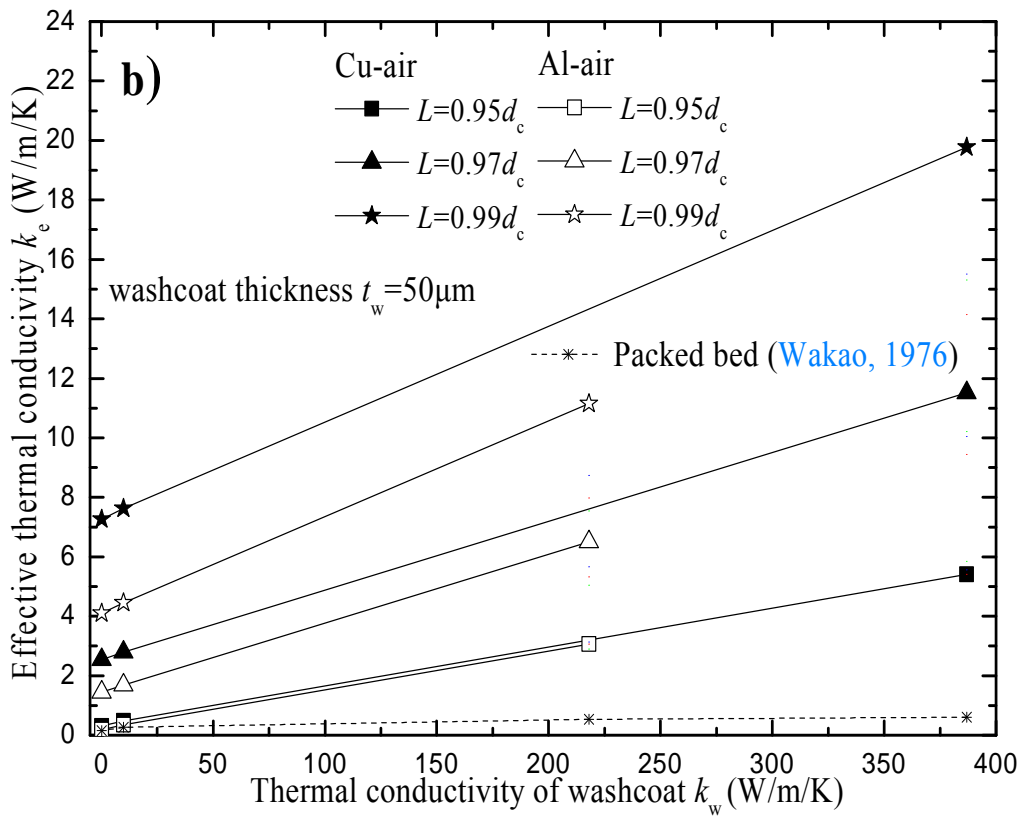 b)
Cu-air Al-air
L=0.95dc L=0.95dc
L=0.97dc L=0.97dc
L=0.99dc L=0.99dc
washcoat thickness tw=50μm
Packed bed (Wakao, 1976)
Effective thermal conductivity ke (W/m/K)
24
22
20
18
16
14
12
10
8
6
4
2
0
0 50 100 150 200 250 300 350 400
Thermal conductivity of washcoat kw (W/m/K)